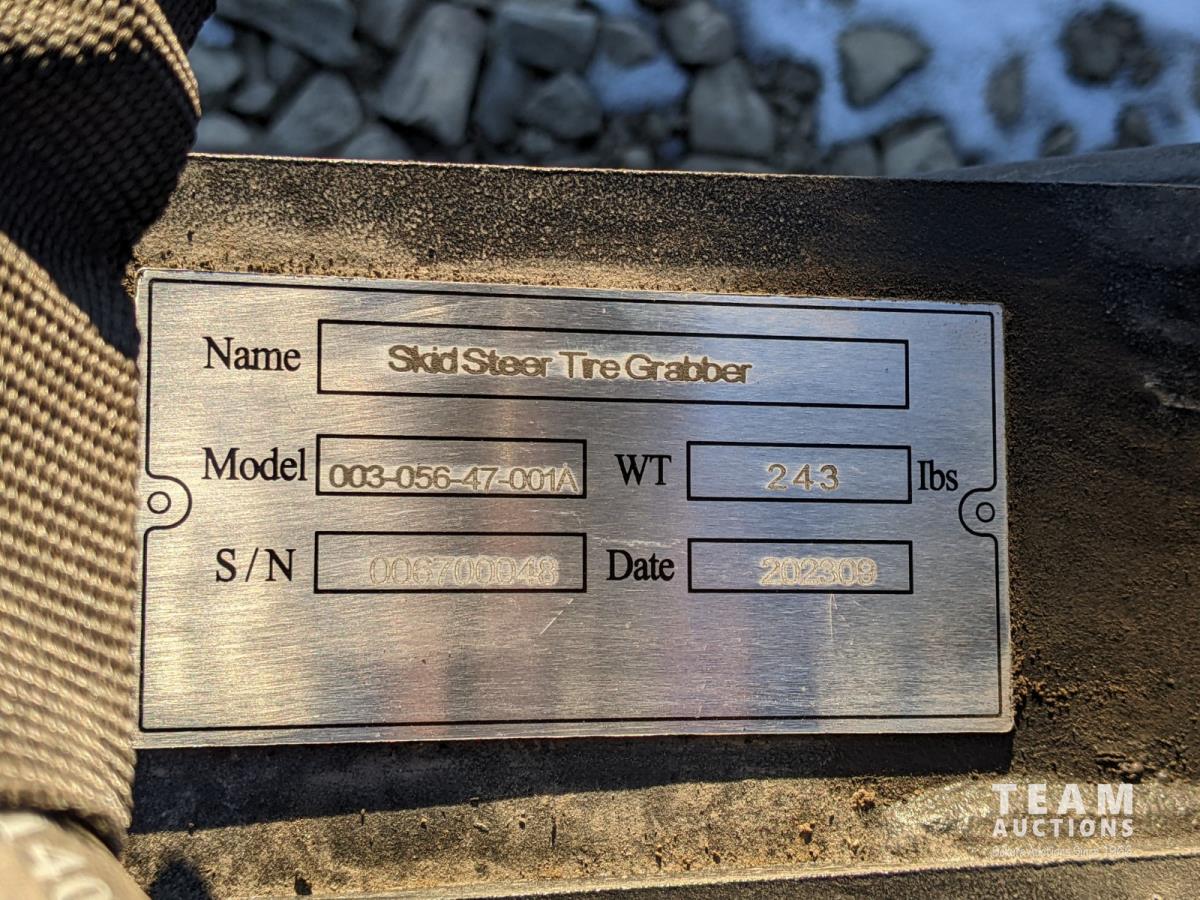 Name Skid Steer Tire Grabber
Model 003-056-47-001A WT 243 lbs
S/N 006700048 Date 202309
TEAM
AUCTIONS